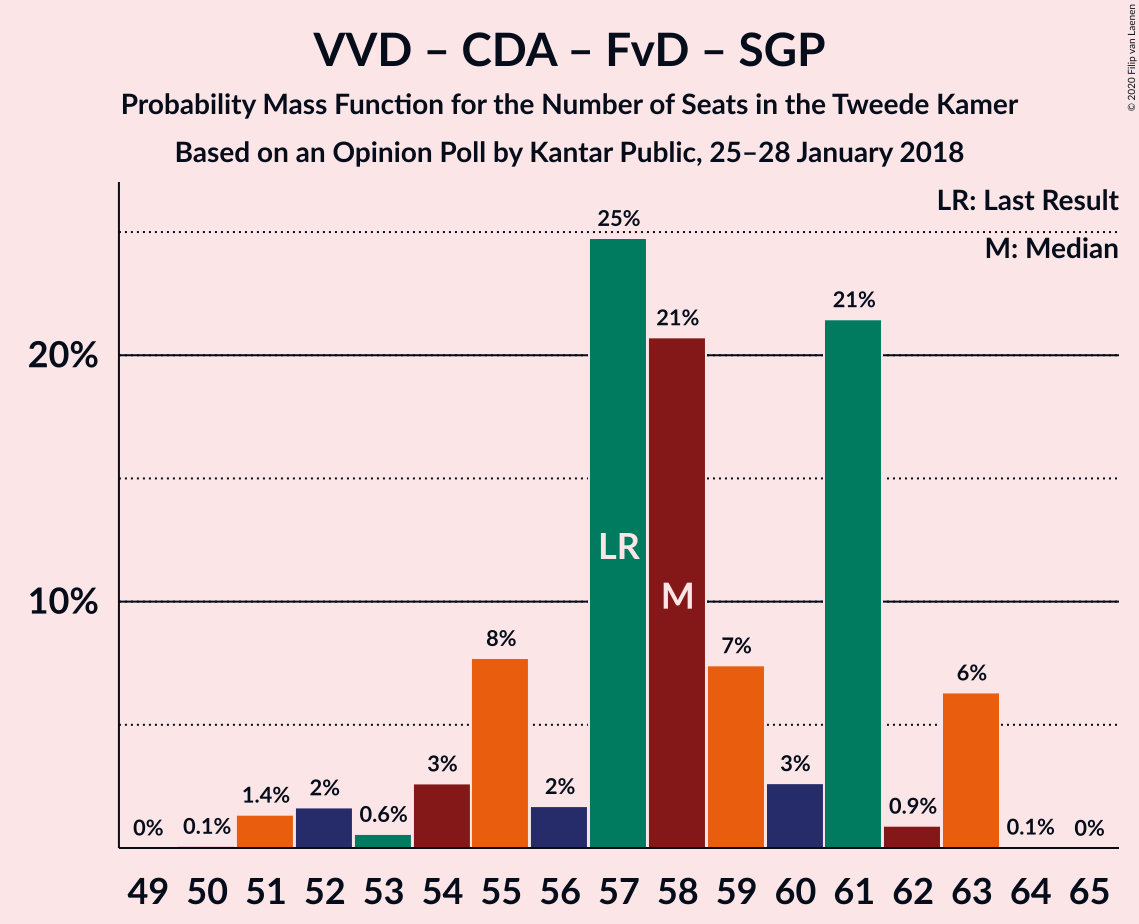 VVD – CDA – FvD – SGP
Probability Mass Function for the Number of Seats in the Tweede Kamer
Based on an Opinion Poll by Kantar Public, 25–28 January 2018
© 2020 Filip van Laenen
LR: Last Result
M: Median
20%
10%
0%
0.1%
1.4%
2%
0.6%
3%
8%
2%
25%
21%
7%
3%
21%
0.9%
6%
0.1%
0%
LR
M
49 50 51 52 53 54 55 56 57 58 59 60 61 62 63 64 65